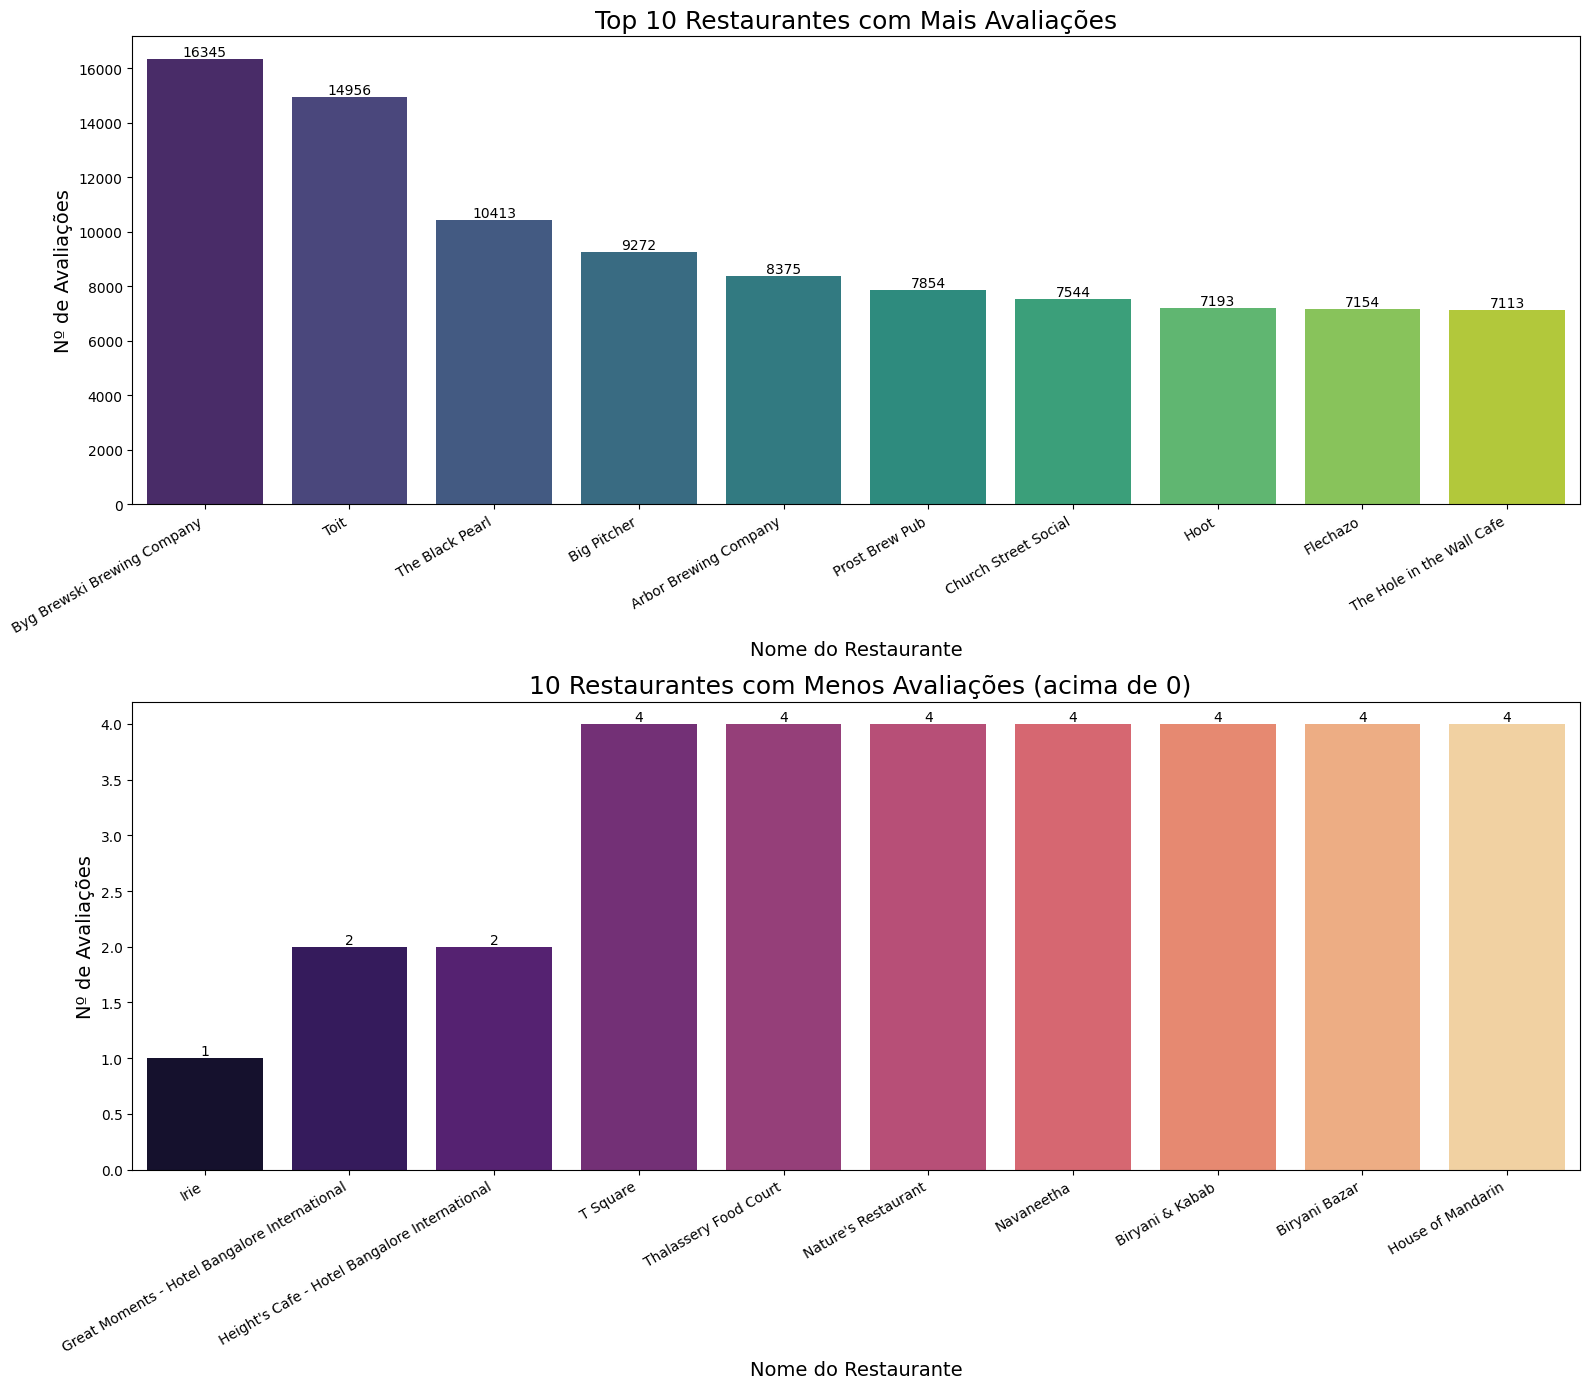 Top 10 Restaurantes com Mais Avaliações
Nº de Avaliações
16000
14000
12000
10000
8000
6000
4000
2000
0
16345
14956
10413
9272
8375
7854
7544
7193
7154
7113
Byg Brewski Brewing Company
Toit
The Black Pearl
Big Pitcher
Arbor Brewing Company
Prost Brew Pub
Church Street Social
Hoot
Flechazo
The Hole in the Wall Cafe
Nome do Restaurante
10 Restaurantes com Menos Avaliações (acima de 0)
Nº de Avaliações
4.0
3.5
3.0
2.5
2.0
1.5
1.0
0.5
0.0
1
2
2
4
4
4
4
4
4
4
Irie
Great Moments - Hotel Bangalore International
Height's Cafe - Hotel Bangalore International
T Square
Thalassery Food Court
Nature's Restaurant
Navaneetha
Biryani & Kabab
Biryani Bazar
House of Mandarin
Nome do Restaurante